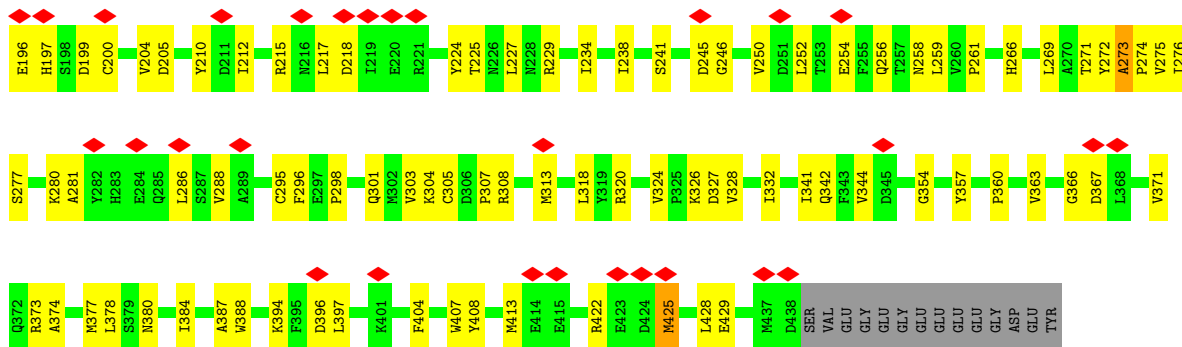 E196 H197 S198 D199 C200 V204 D205 Y210 D211 I212 R215 N216 L217 D218 I219 E220 R221 Y224 T225 N226 L227 N228 R229 I234 I238 S241 D245 G246 V250 D251 L252 T253 E254 F255 Q256 T257 N258 L259 V260 P261 H266 L269 A270 T271 Y272 A273 P274 V275 I276
S277 K280 A281 Y282 H283 E284 Q285 L286 S287 V288 A289 C295 F296 E297 P298 Q301 M302 V303 K304 C305 D306 P307 R308 M313 L318 Y319 R320 V324 P325 K326 D327 V328 I332 I341 Q342 F343 V344 D345 G354 Y357 P360 V363 G366 D367 L368 V371
Q372 R373 A374 M377 L378 S379 N380 I384 A387 W388 K394 F395 D396 L397 K401 F404 W407 Y408 M413 E414 E415 R422 E423 D424 M425 L428 E429 M437 D438 SER VAL GLU GLY GLU GLY GLU GLU GLU GLY ASP GLU TYR